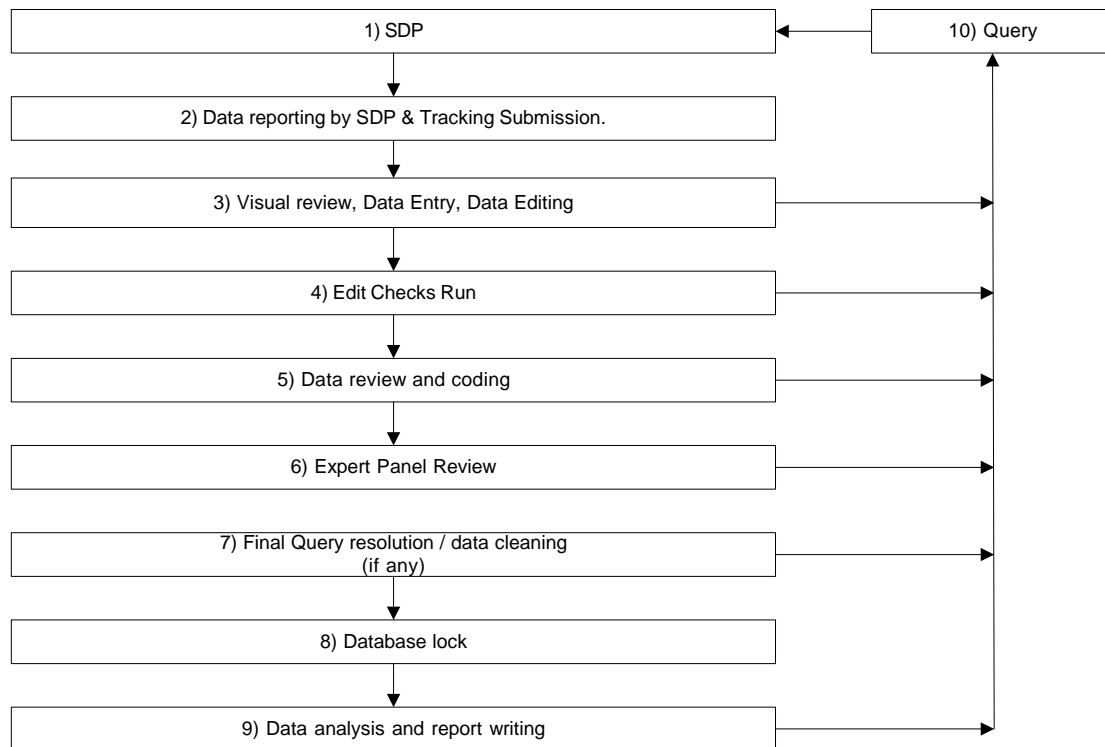 1) SDP
10) Query
2) Data reporting by SDP & Tracking Submission.
3) Visual review, Data Entry, Data Editing
4) Edit Checks Run
5) Data review and coding
6) Expert Panel Review
7) Final Query resolution / data cleaning
(if any)
8) Database lock
9) Data analysis and report writing